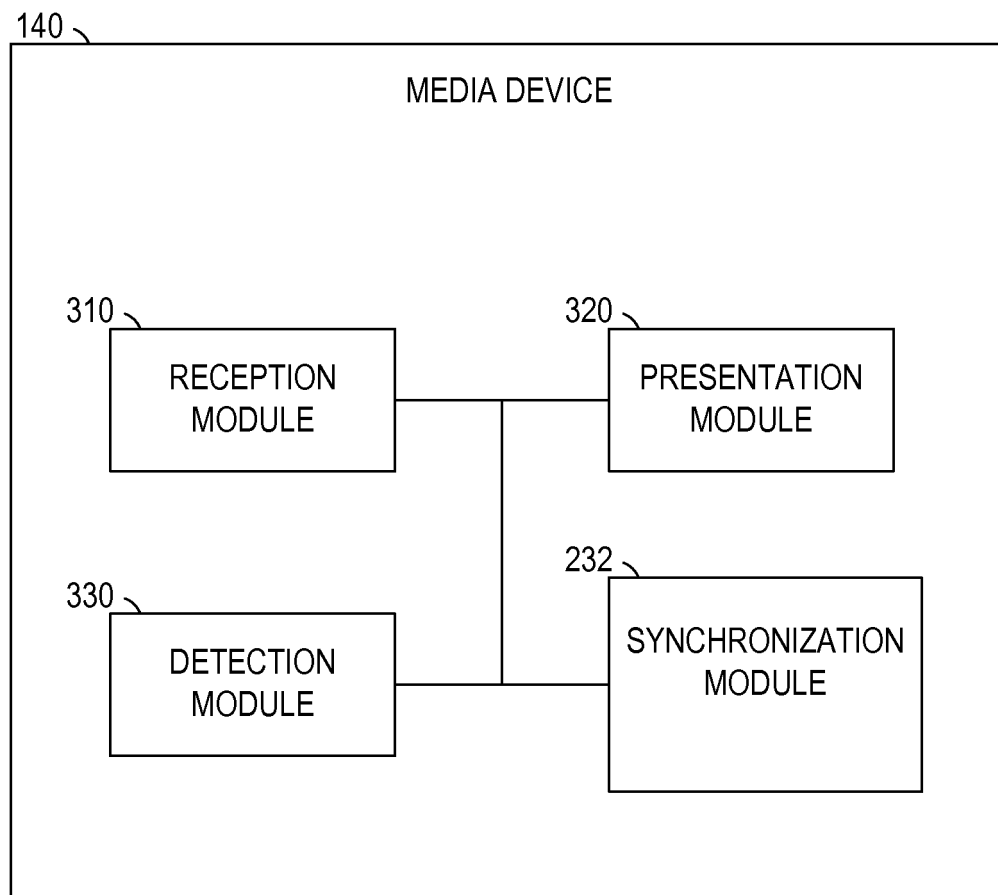 140
MEDIA DEVICE
310
RECEPTION
MODULE
320
PRESENTATION
MODULE
330
DETECTION
MODULE
232
SYNCHRONIZATION
MODULE